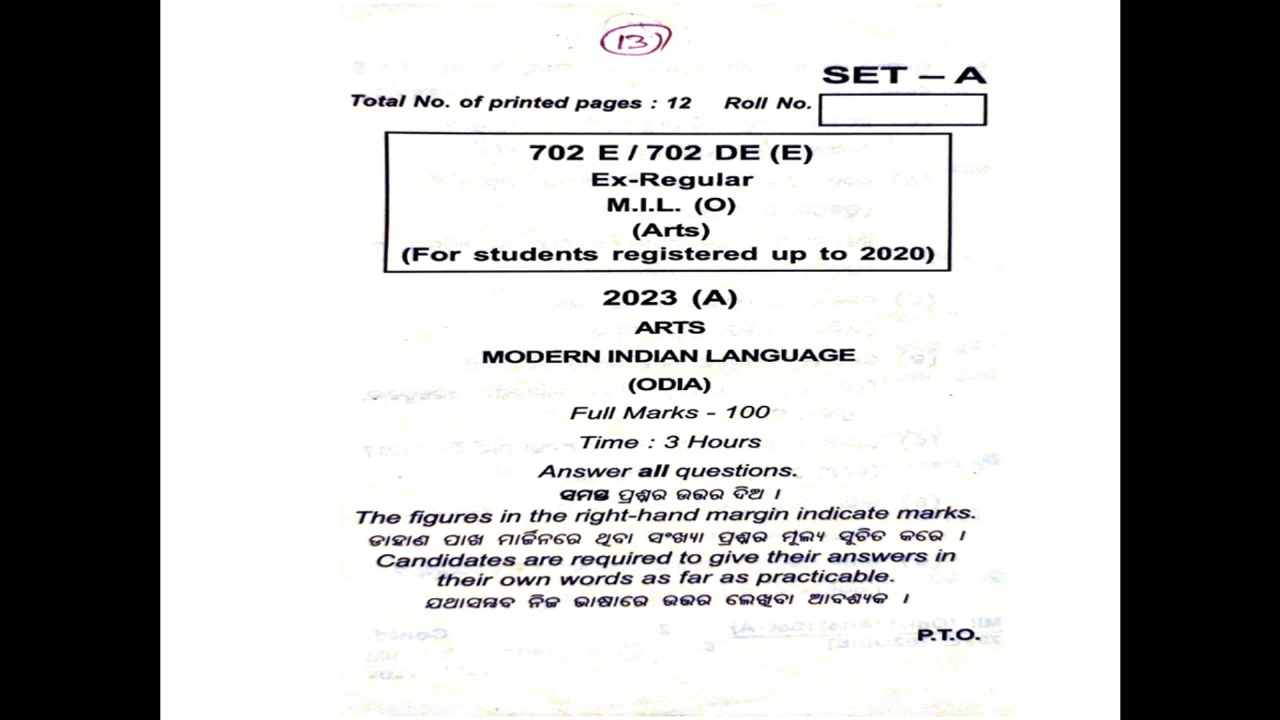 13
SET – A
Total No. of printed pages : 12 Roll No.
702 E / 702 DE (E)
Ex-Regular
M.I.L. (O)
(Arts)
(For students registered up to 2020)
2023 (A)
ARTS
MODERN INDIAN LANGUAGE
(ODIA)
Full Marks - 100
Time : 3 Hours
Answer all questions.
ସମସ୍ତ ପ୍ରଶ୍ନର ଉତ୍ତର ଦିଅ ।
The figures in the right-hand margin indicate marks.
ଡାହାଣ ପାଖ ମାର୍ଜିନରେ ଥିବା ସଂଖ୍ୟା ପ୍ରଶ୍ନର ମୂଲ୍ୟ ସୂଚିତ କରେ ।
Candidates are required to give their answers in
their own words as far as practicable.
ଯଥାସମ୍ଭବ ନିଜ ଭାଷାରେ ଉତ୍ତର ଲେଖିବା ଆବଶ୍ୟକ ।
P.T.O.